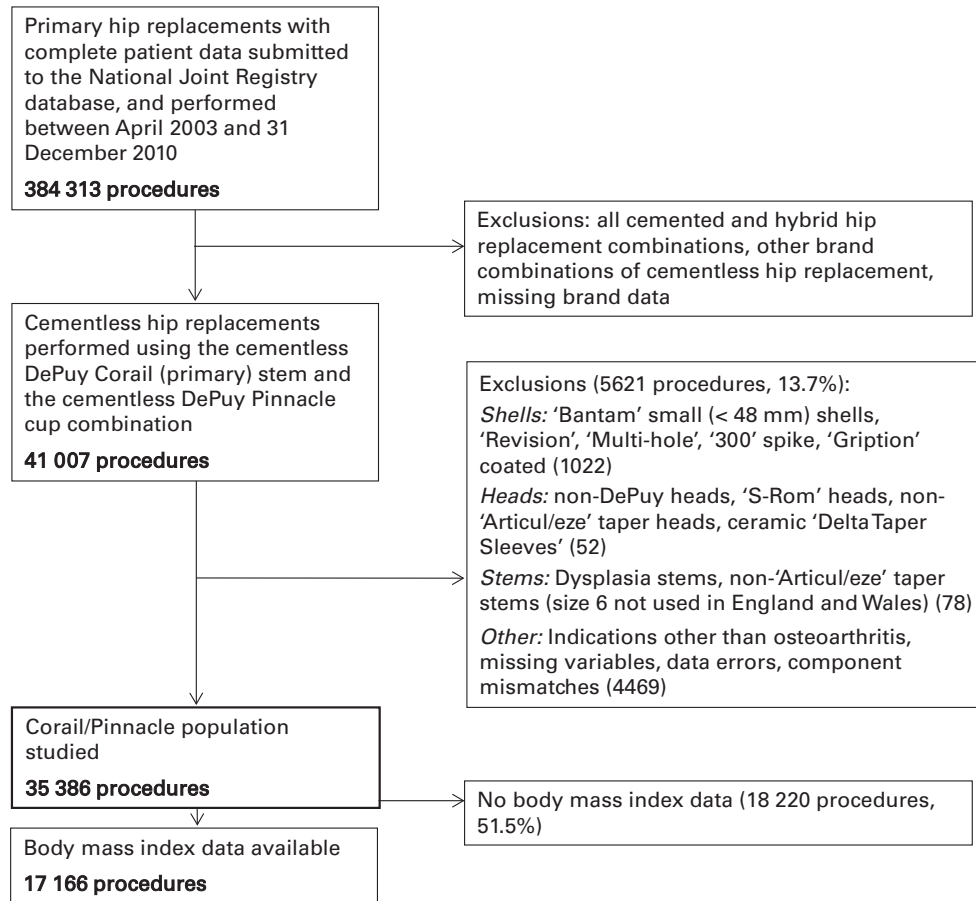 Primary hip replacements with
complete patient data submitted
to the National Joint Registry
database, and performed
between April 2003 and 31
December 2010
384 313 procedures
Exclusions: all cemented and hybrid hip
replacement combinations, other brand
combinations of cementless hip replacement,
missing brand data
Cementless hip replacements
performed using the cementless
DePuy Corail (primary) stem and
the cementless DePuy Pinnacle
cup combination
41 007 procedures
Exclusions (5621 procedures, 13.7%):
Shells: ‘Bantam’ small (< 48 mm) shells,
‘Revision’, ‘Multi-hole’, ‘300’ spike, ‘Gription’
coated (1022)
Heads: non-DePuy heads, ‘S-Rom’ heads, non-
‘Articul/eze’ taper heads, ceramic ‘Delta Taper
Sleeves’ (52)
Stems: Dysplasia stems, non-‘Articul/eze’ taper
stems (size 6 not used in England and Wales) (78)
Other: Indications other than osteoarthritis,
missing variables, data errors, component
mismatches (4469)
Corail/Pinnacle population
studied
35 386 procedures
No body mass index data (18 220 procedures,
51.5%)
Body mass index data available
17 166 procedures